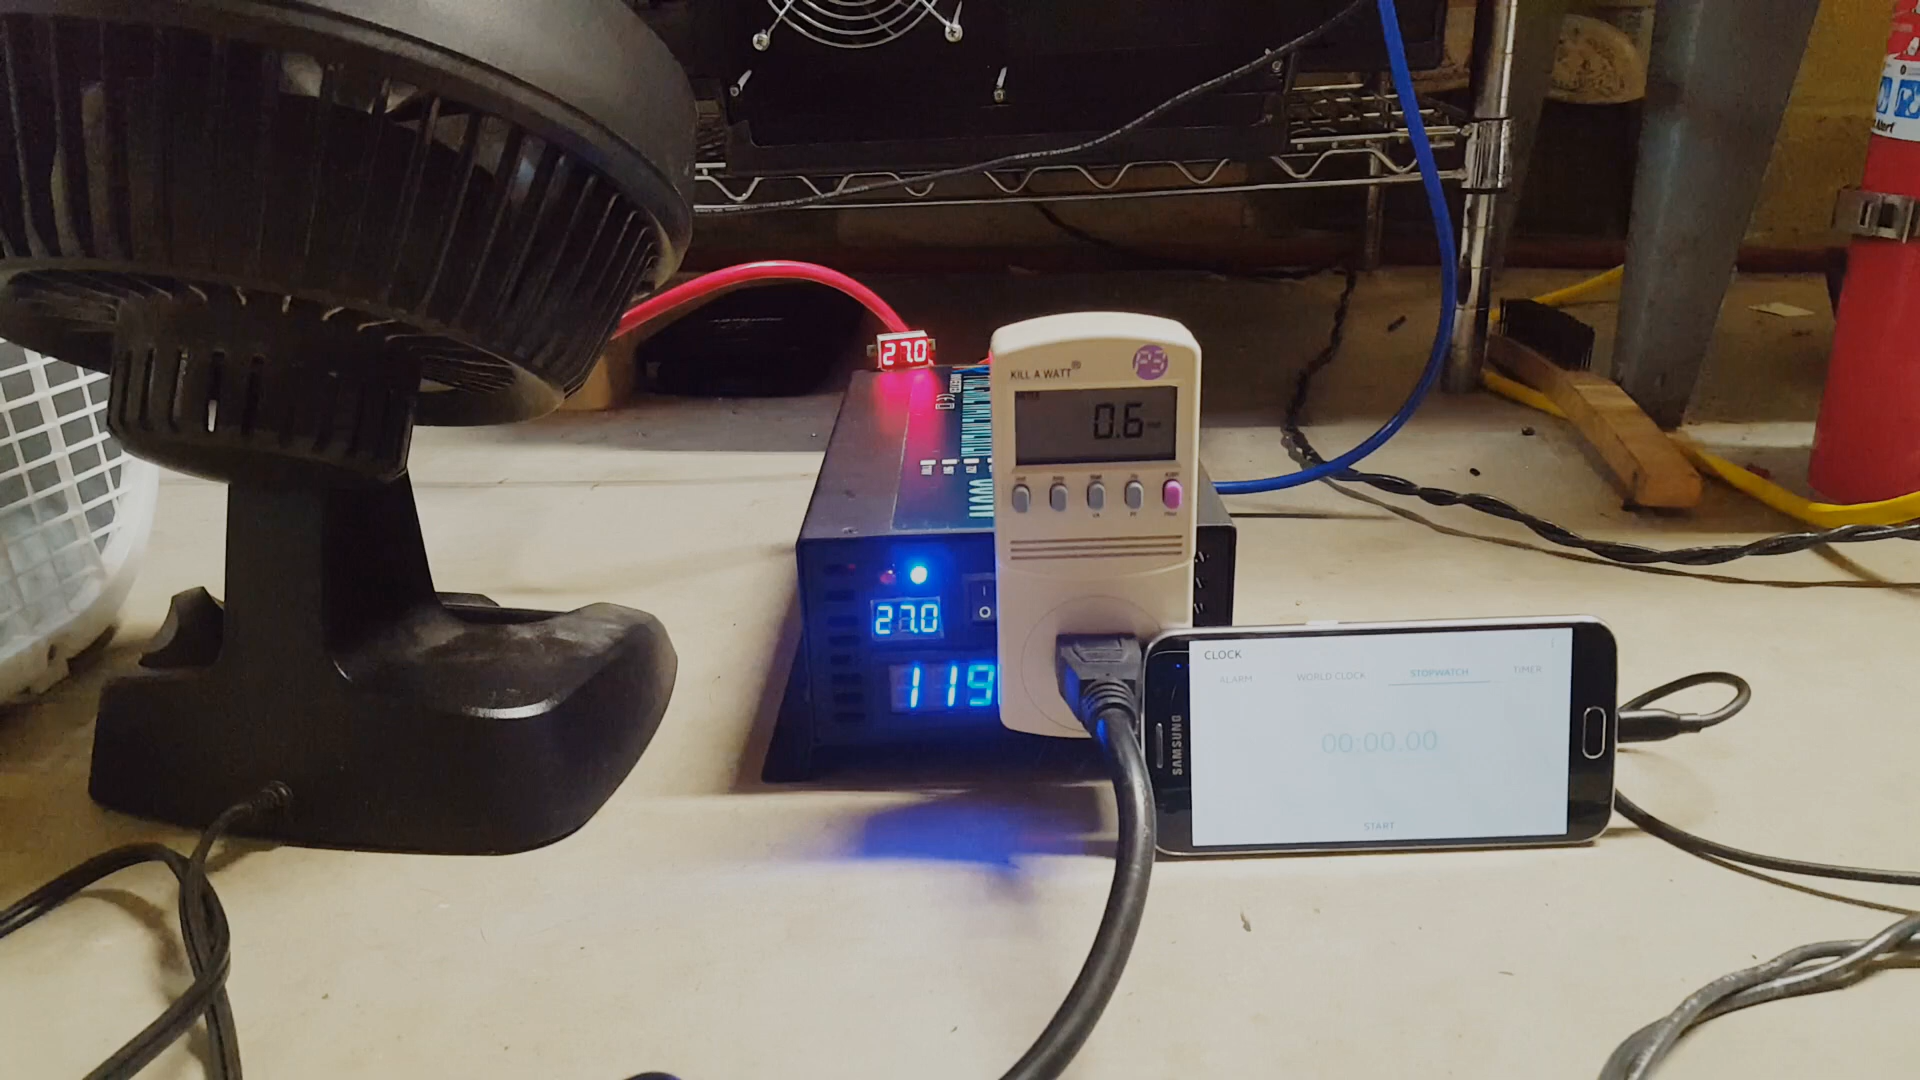 Alert
27.0
P3
KILL A WATT
0.6
I
O
27.0
119
CLOCK
ALARM WORLD CLOCK STOPWATCH TIMER
00:00.00
SAMSUNG
START